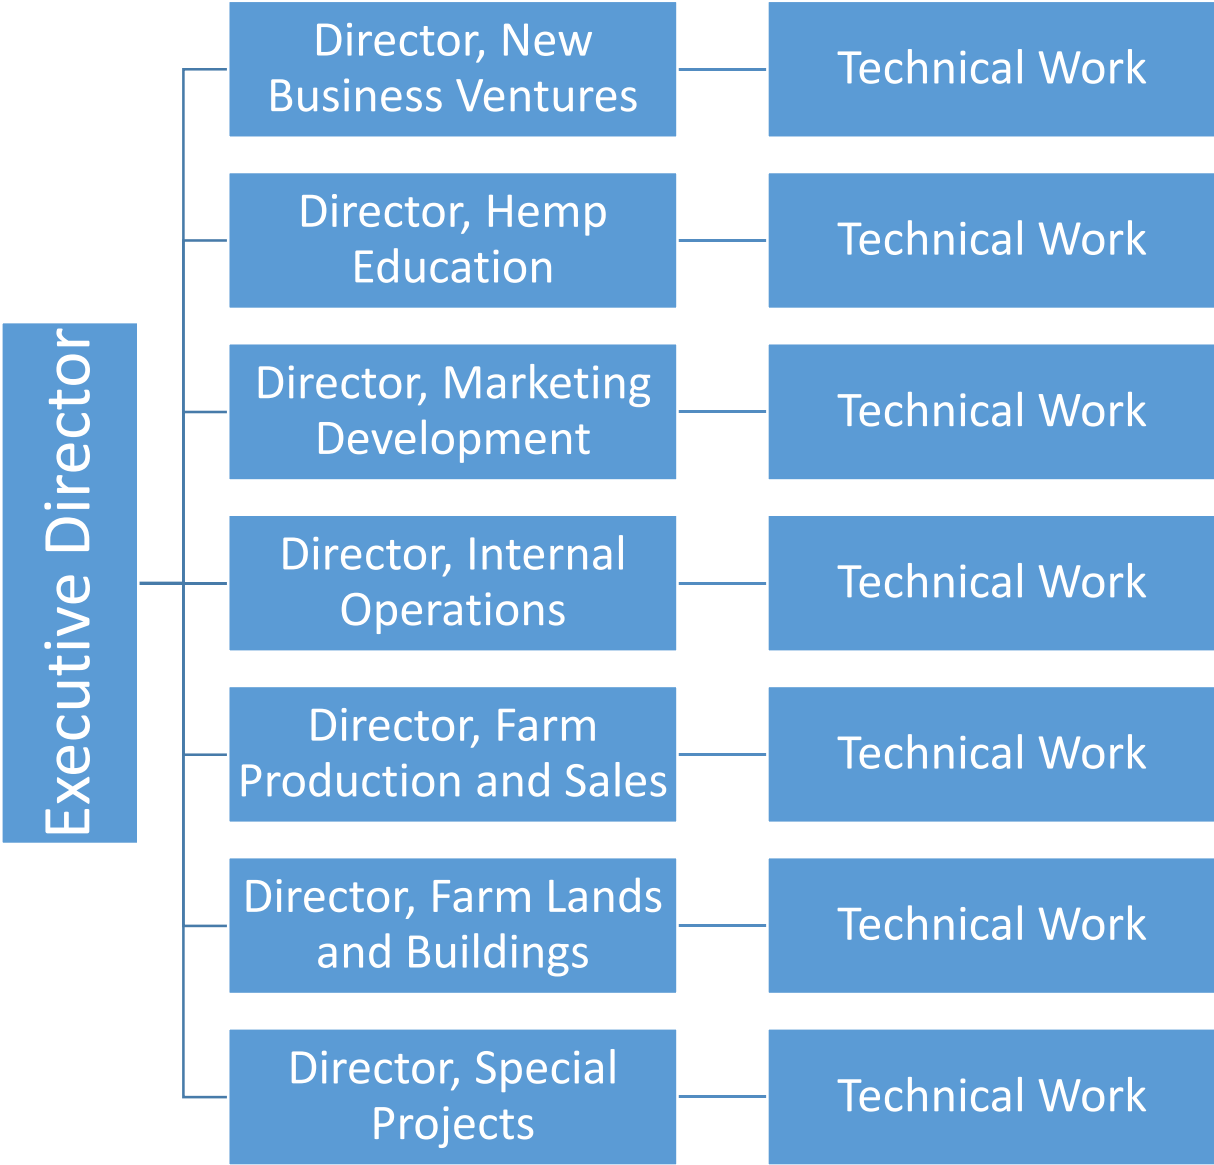 Executive Director
Director, New
Business Ventures
Technical Work
Director, Hemp
Education
Technical Work
Director, Marketing
Development
Technical Work
Director, Internal
Operations
Technical Work
Director, Farm
Production and Sales
Technical Work
Director, Farm Lands
and Buildings
Technical Work
Director, Special
Projects
Technical Work